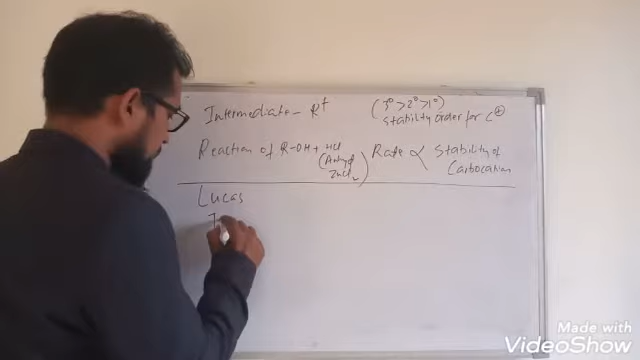 Intermediate - R⁺ (3° > 2° > 1°)
stability order for C⊕
Reaction of R-OH + HCl
(Anhyd
ZnCl₂)
Rate ∝ Stability of
Carbocation
Lucas
T
Made with
VideoShow